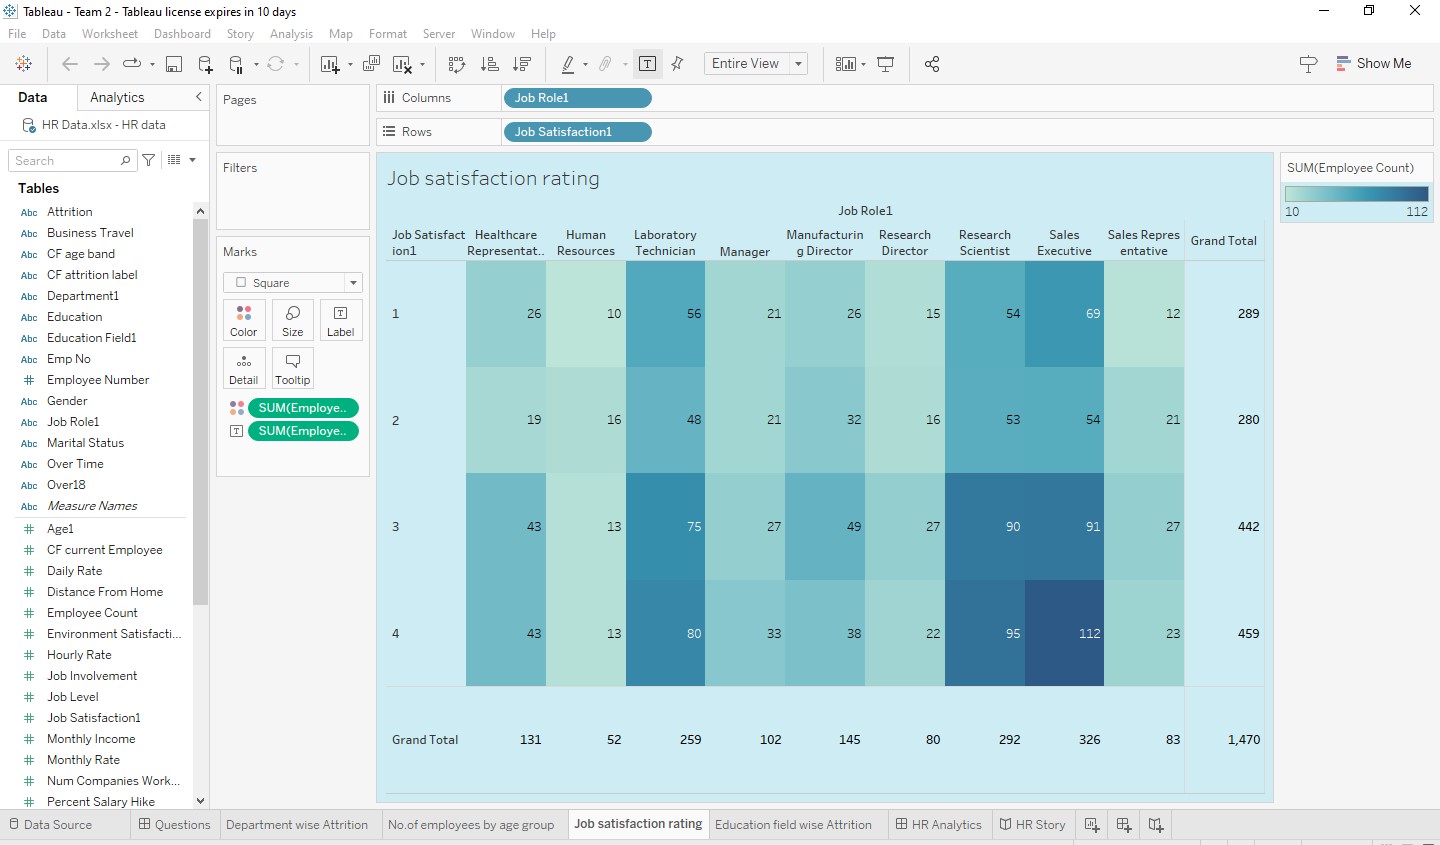 Tableau - Team 2 - Tableau license expires in 10 days
File Data Worksheet Dashboard Story Analysis Map Format Server Window Help
Entire View
Show Me
Data Analytics
HR Data.xlsx - HR data
Search
Tables
Abc Attrition
Abc Business Travel
Abc CF age band
Abc CF attrition label
Abc Department1
Abc Education
Abc Education Field1
Abc Emp No
# Employee Number
Abc Gender
Abc Job Role1
Abc Marital Status
Abc Over Time
Abc Over18
Abc Measure Names
# Age1
# CF current Employee
# Daily Rate
# Distance From Home
# Employee Count
# Environment Satisfacti...
# Hourly Rate
# Job Involvement
# Job Level
# Job Satisfaction1
# Monthly Income
# Monthly Rate
# Num Companies Work...
# Percent Salary Hike
Pages
Filters
Marks
Square
Color Size T Label
Detail Tooltip
SUM(Employe..
T SUM(Employe..
Columns Job Role1
Rows Job Satisfaction1
Job satisfaction rating
Job Role1
Job Satisfact Healthcare Human Laboratory Manufacturin Research Research Sales Sales Repres
ion1 Representat.. Resources Technician Manager g Director Director Scientist Executive entative Grand Total
1 26 10 56 21 26 15 54 69 12 289
2 19 16 48 21 32 16 53 54 21 280
3 43 13 75 27 49 27 90 91 27 442
4 43 13 80 33 38 22 95 112 23 459
Grand Total 131 52 259 102 145 80 292 326 83 1,470
SUM(Employee Count)
10 112
Data Source Questions Department wise Attrition No.of employees by age group Job satisfaction rating Education field wise Attrition HR Analytics HR Story